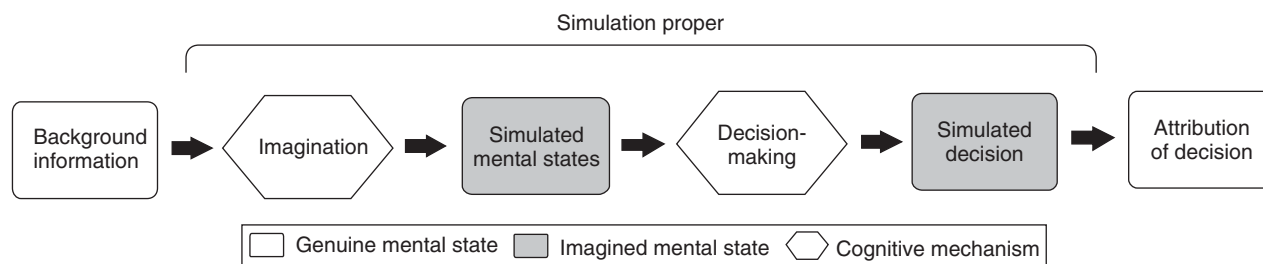 Simulation proper
Background
information
Imagination
Simulated
mental states
Decision-
making
Simulated
decision
Attribution
of decision
Genuine mental state
Imagined mental state
Cognitive mechanism